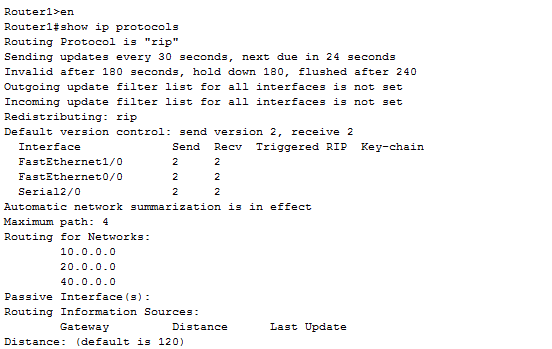 Router1>en
Router1#show ip protocols
Routing Protocol is "rip"
Sending updates every 30 seconds, next due in 24 seconds
Invalid after 180 seconds, hold down 180, flushed after 240
Outgoing update filter list for all interfaces is not set
Incoming update filter list for all interfaces is not set
Redistributing: rip
Default version control: send version 2, receive 2
  Interface             Send  Recv  Triggered RIP  Key-chain
  FastEthernet1/0       2     2
  FastEthernet0/0       2     2
  Serial2/0             2     2
Automatic network summarization is in effect
Maximum path: 4
Routing for Networks:
        10.0.0.0
        20.0.0.0
        40.0.0.0
Passive Interface(s):
Routing Information Sources:
        Gateway         Distance      Last Update
Distance: (default is 120)